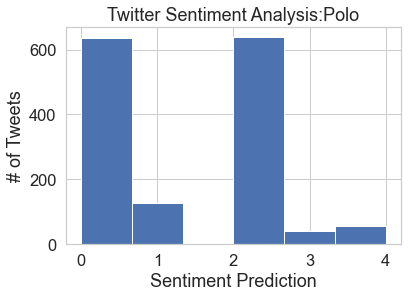 Twitter Sentiment Analysis:Polo
# of Tweets
600
400
200
0
0 1 2 3 4
Sentiment Prediction